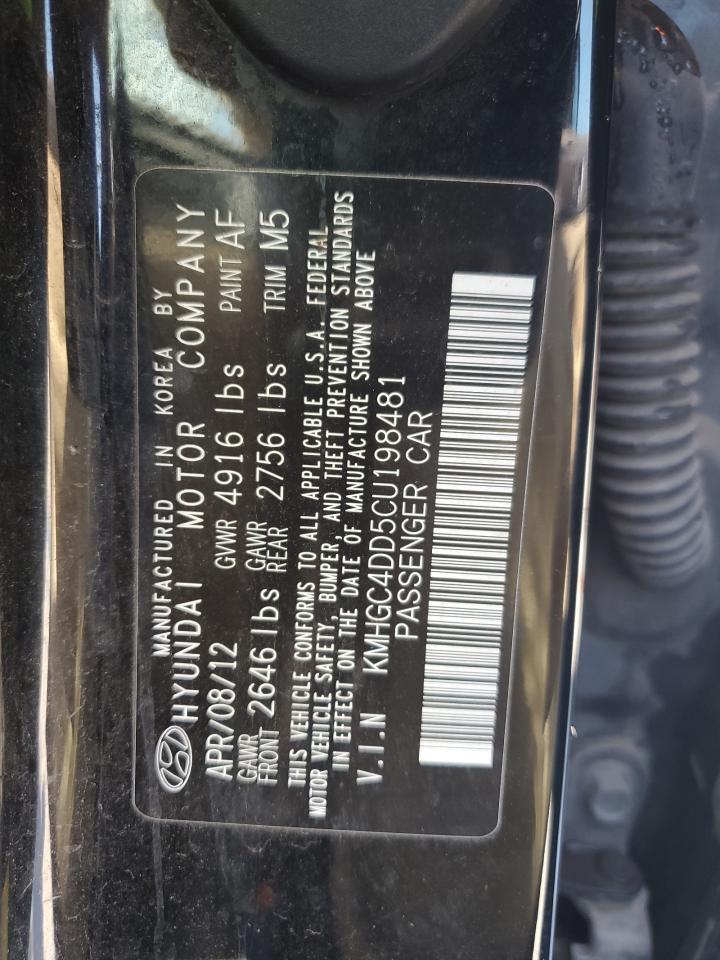 MANUFACTURED IN KOREA BY
HYUNDAI MOTOR COMPANY
APR/08/12 GVWR 4916 lbs PAINT AF
GAWR FRONT 2646 lbs GAWR REAR 2756 lbs TRIM M5
THIS VEHICLE CONFORMS TO ALL APPLICABLE U.S.A. FEDERAL
MOTOR VEHICLE SAFETY, BUMPER, AND THEFT PREVENTION STANDARDS
IN EFFECT ON THE DATE OF MANUFACTURE SHOWN ABOVE
V.I.N KMHGC4DD5CU198481
PASSENGER CAR